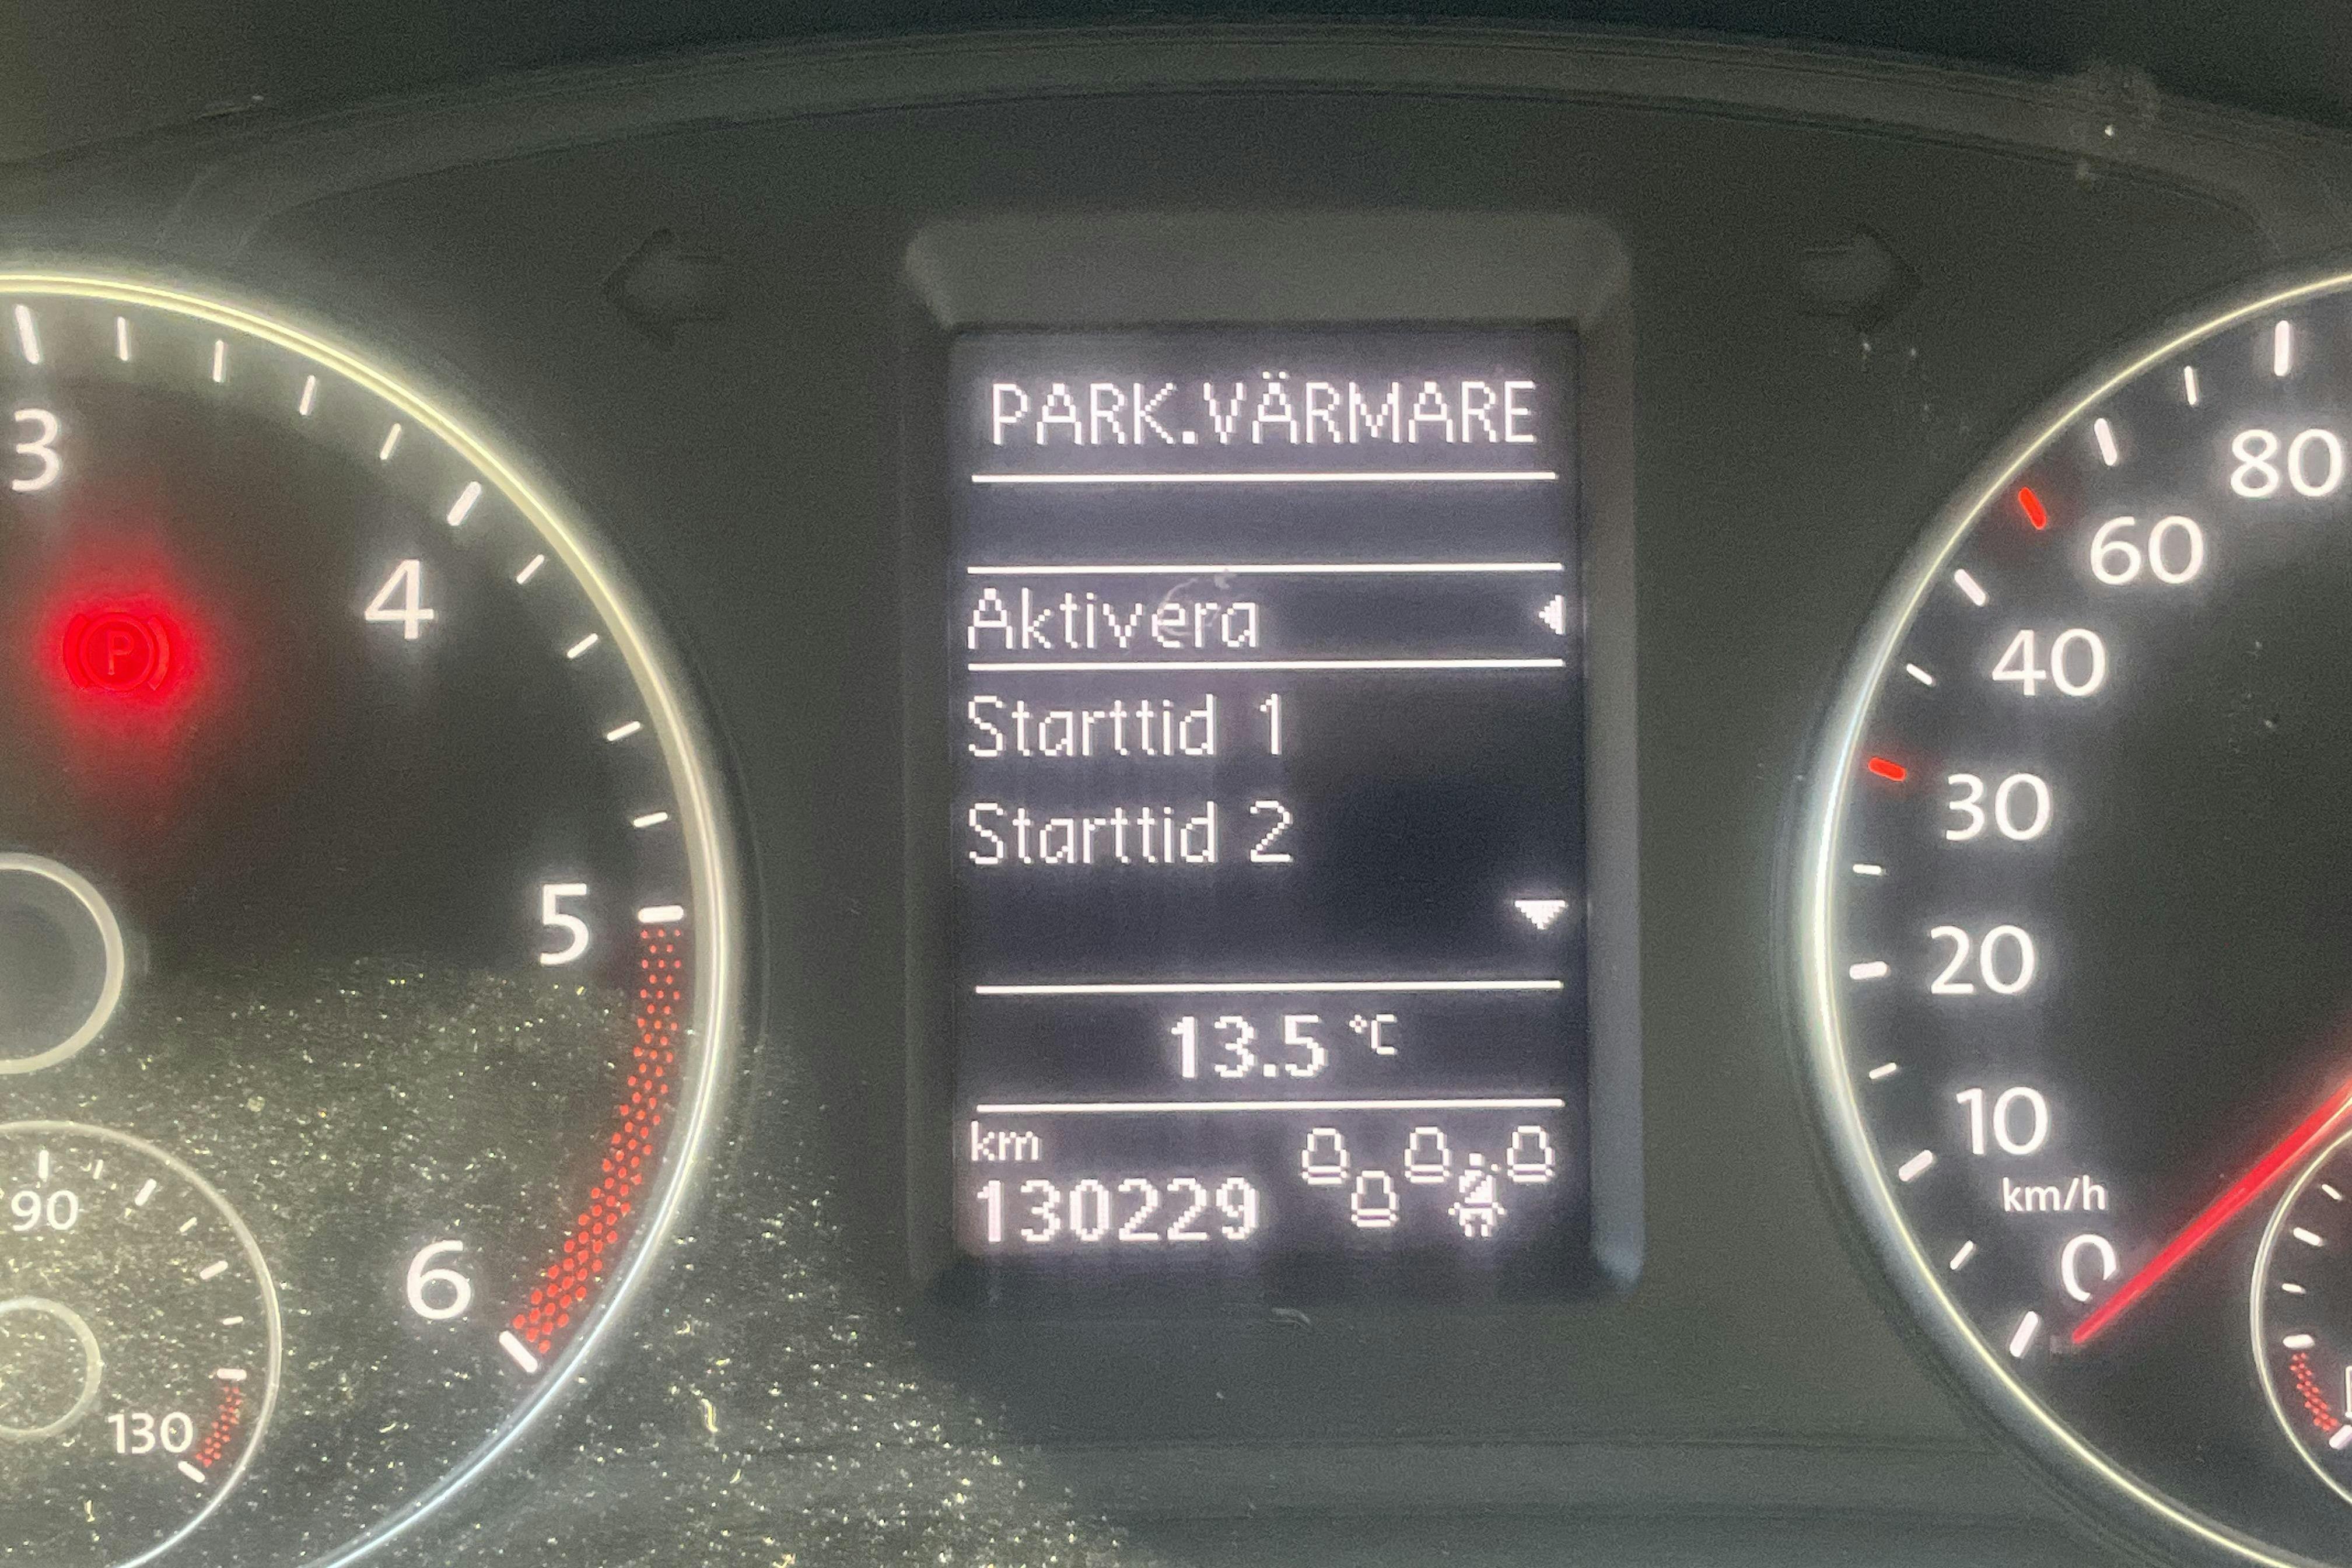 3
4
5
6
P
90
130
PARK.VÄRMARE
Aktivera
Starttid 1
Starttid 2
13.5 °C
km
130229
80
60
40
30
20
10
km/h
0